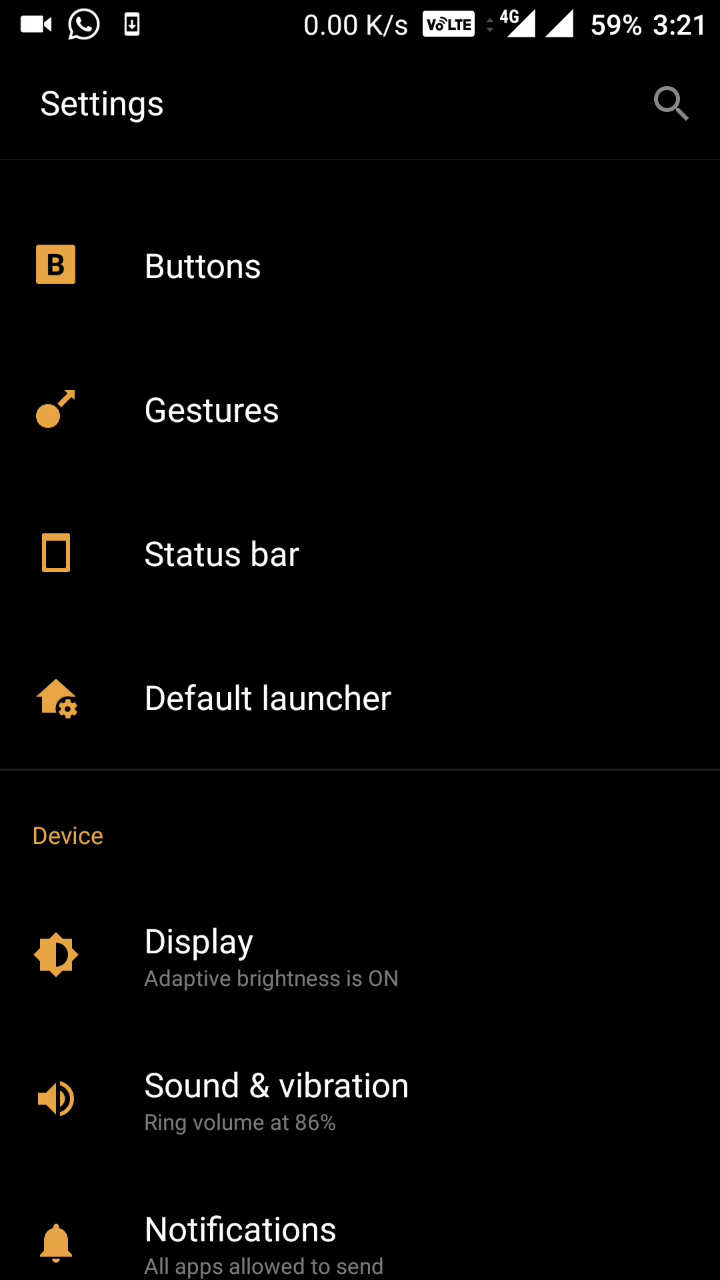 0.00 K/s VoLTE 4G 59% 3:21
Settings
B Buttons
Gestures
Status bar
Default launcher
Device
Display
Adaptive brightness is ON
Sound & vibration
Ring volume at 86%
Notifications
All apps allowed to send